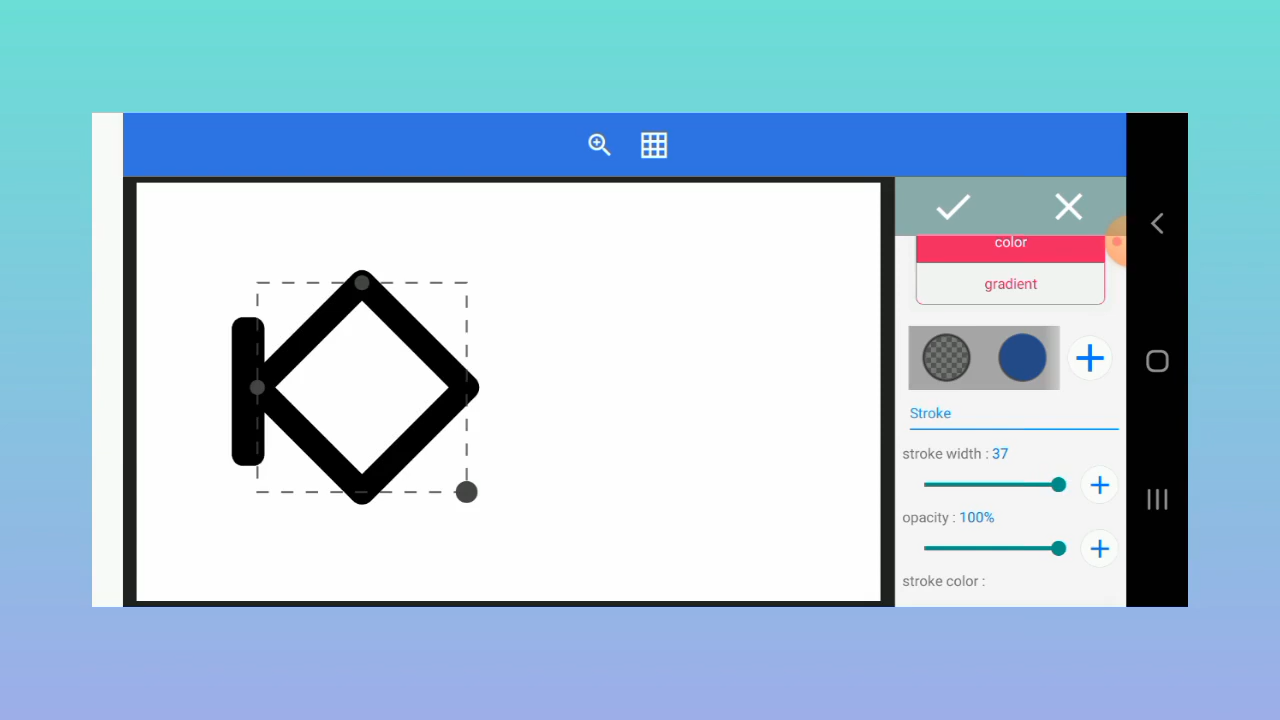 color
gradient
Stroke
stroke width : 37
opacity : 100%
stroke color :